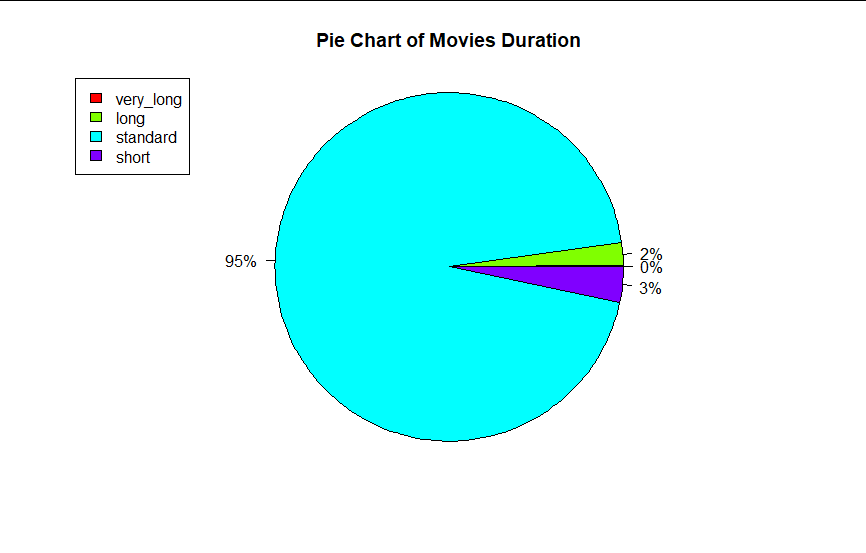 Pie Chart of Movies Duration
very_long
long
standard
short
95%
2%
0%
3%